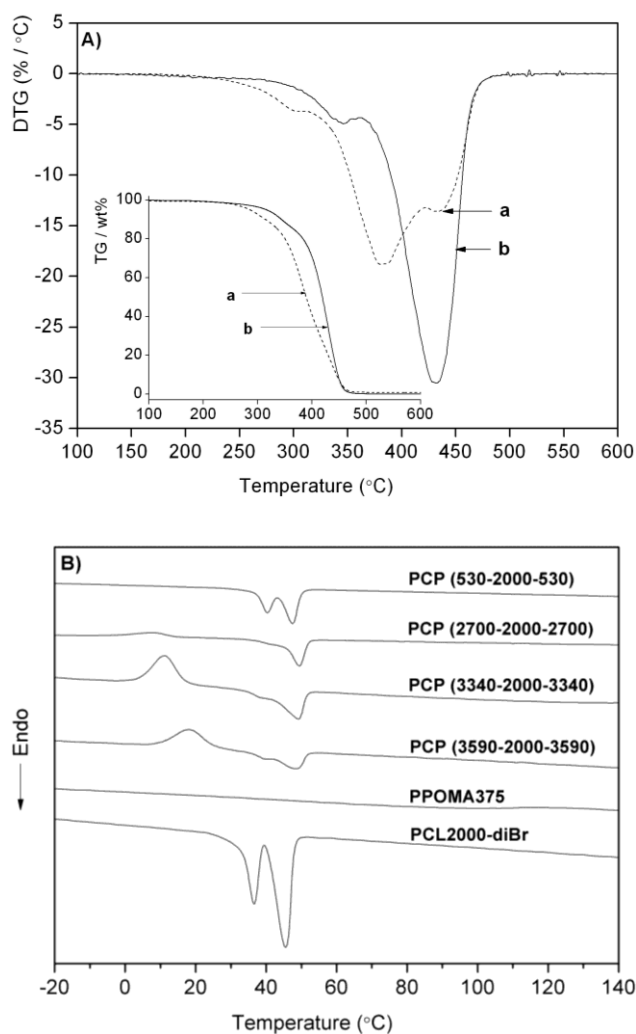 A)
DTG (% / °C)
5
0
-5
-10
-15
-20
-25
-30
-35
a
b
TG / wt%
100
80
60
40
20
0
a
b
100 200 300 400 500 600
100 150 200 250 300 350 400 450 500 550 600
Temperature (°C)
B)
Endo
PCP (530-2000-530)
PCP (2700-2000-2700)
PCP (3340-2000-3340)
PCP (3590-2000-3590)
PPOMA375
PCL2000-diBr
-20 0 20 40 60 80 100 120 140
Temperature (°C)